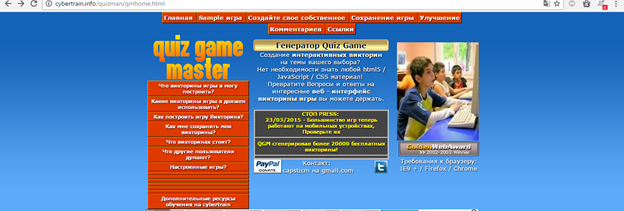 cybertrain.info/quizman/qmhome.html
Главная Sample игра Создайте свое собственное Сохранение игры Улучшение
Комментариев Ссылки
quiz game
master
Что викторины игры я могу
построить?
Какие викторины игры я должен
использовать?
Как построить игру Викторина?
Как мне сохранить мои
викторины?
Что викторинах стоит?
Что другие пользователи
думают?
Настроенные игры?
Дополнительные ресурсы
обучения на cybertrain
Генератор Quiz Game
Создание интерактивных викторин
на темы вашего выбора?
Нет необходимости знать любой html5 /
JavaScript / CSS материал!
Превратите Вопросы и ответы на
интересные веб - интерфейс
викторины игры вы можете держать.
СТОП PRESS:
23/03/2015 - Большинство игр теперь
работают на мобильных устройствах,
Проверьте их
QGM сгенерировал более 20000 бесплатных
викторины!
PayPal
DONATE
Контакт:
capsticm на gmail.com
Golden Web Award
2002-2003 Winner
Требования к браузеру:
IE9 + / Firefox / Chrome